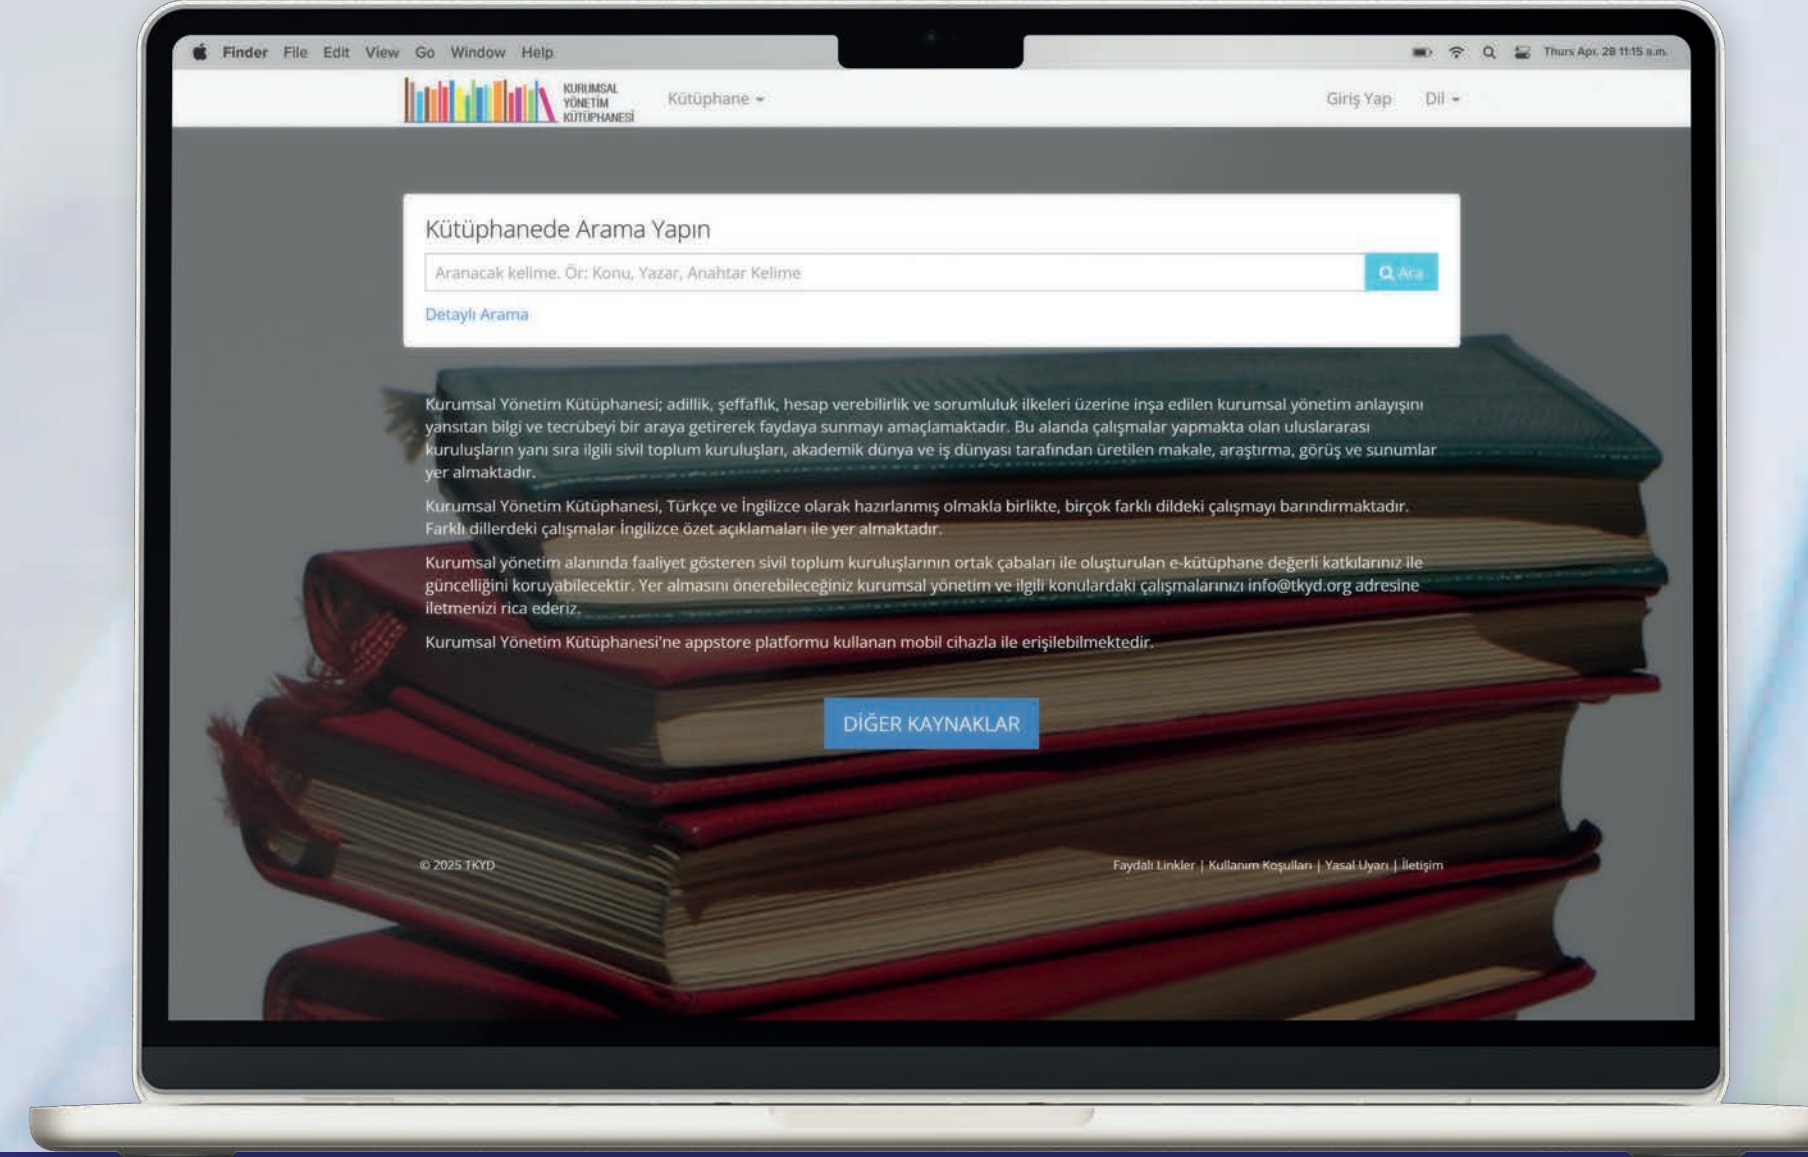 Finder File Edit View Go Window Help Thurs Apr. 28 11:15 a.m.
KURUMSAL
YÖNETİM
KÜTÜPHANESİ
Kütüphane Giriş Yap Dil
Kütüphanede Arama Yapın
Aranacak kelime. Ör: Konu, Yazar, Anahtar Kelime Ara
Detaylı Arama
Kurumsal Yönetim Kütüphanesi; adillik, şeffaflık, hesap verebilirlik ve sorumluluk ilkeleri üzerine inşa edilen kurumsal yönetim anlayışını
yansıtan bilgi ve tecrübeyi bir araya getirerek faydaya sunmayı amaçlamaktadır. Bu alanda çalışmalar yapmakta olan uluslararası
kuruluşların yanı sıra ilgili sivil toplum kuruluşları, akademik dünya ve iş dünyası tarafından üretilen makale, araştırma, görüş ve sunumlar
yer almaktadır.
Kurumsal Yönetim Kütüphanesi, Türkçe ve İngilizce olarak hazırlanmış olmakla birlikte, birçok farklı dildeki çalışmayı barındırmaktadır.
Farklı dillerdeki çalışmalar İngilizce özet açıklamaları ile yer almaktadır.
Kurumsal yönetim alanında faaliyet gösteren sivil toplum kuruluşlarının ortak çabaları ile oluşturulan e-kütüphane değerli katkılarınız ile
güncelliğini koruyabilecektir. Yer almasını önerebileceğiniz kurumsal yönetim ve ilgili konulardaki çalışmalarınızı info@tkyd.org adresine
iletmenizi rica ederiz.
Kurumsal Yönetim Kütüphanesi'ne appstore platformu kullanan mobil cihazla ile erişilebilmektedir.
DİĞER KAYNAKLAR
© 2025 TKYD Faydalı Linkler | Kullanım Koşulları | Yasal Uyarı | İletişim